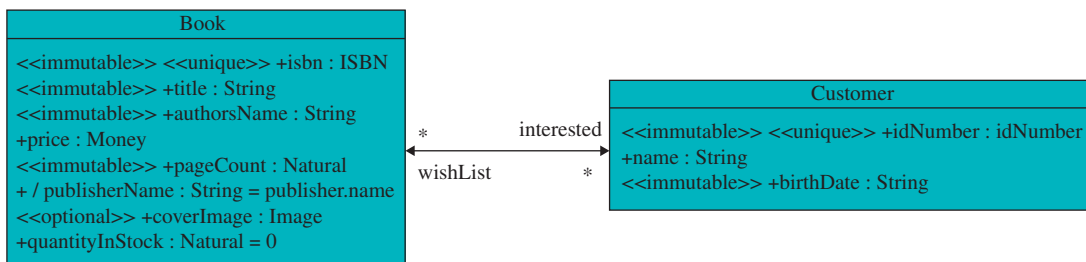 Book
<<immutable>> <<unique>> +isbn : ISBN
<<immutable>> +title : String
<<immutable>> +authorsName : String
+price : Money
<<immutable>> +pageCount : Natural
+ / publisherName : String = publisher.name
<<optional>> +coverImage : Image
+quantityInStock : Natural = 0
* interested
wishList *
Customer
<<immutable>> <<unique>> +idNumber : idNumber
+name : String
<<immutable>> +birthDate : String